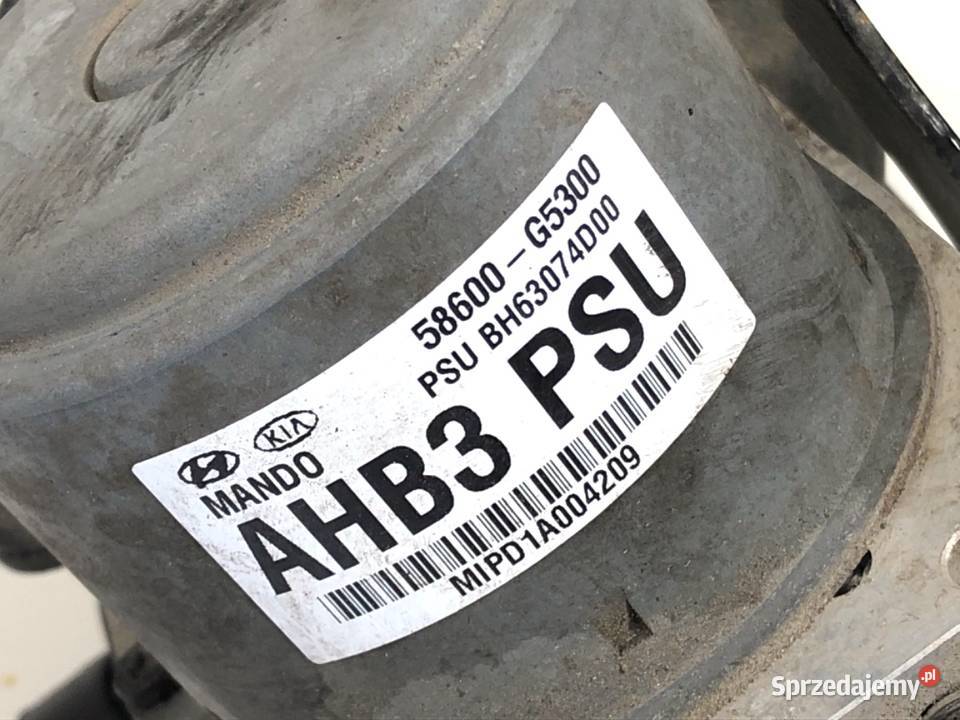 58600-G5300
PSU BH63074D00
KIA
MANDO
AHB3 PSU
MIPD1A004209
Sprzedajemy.pl